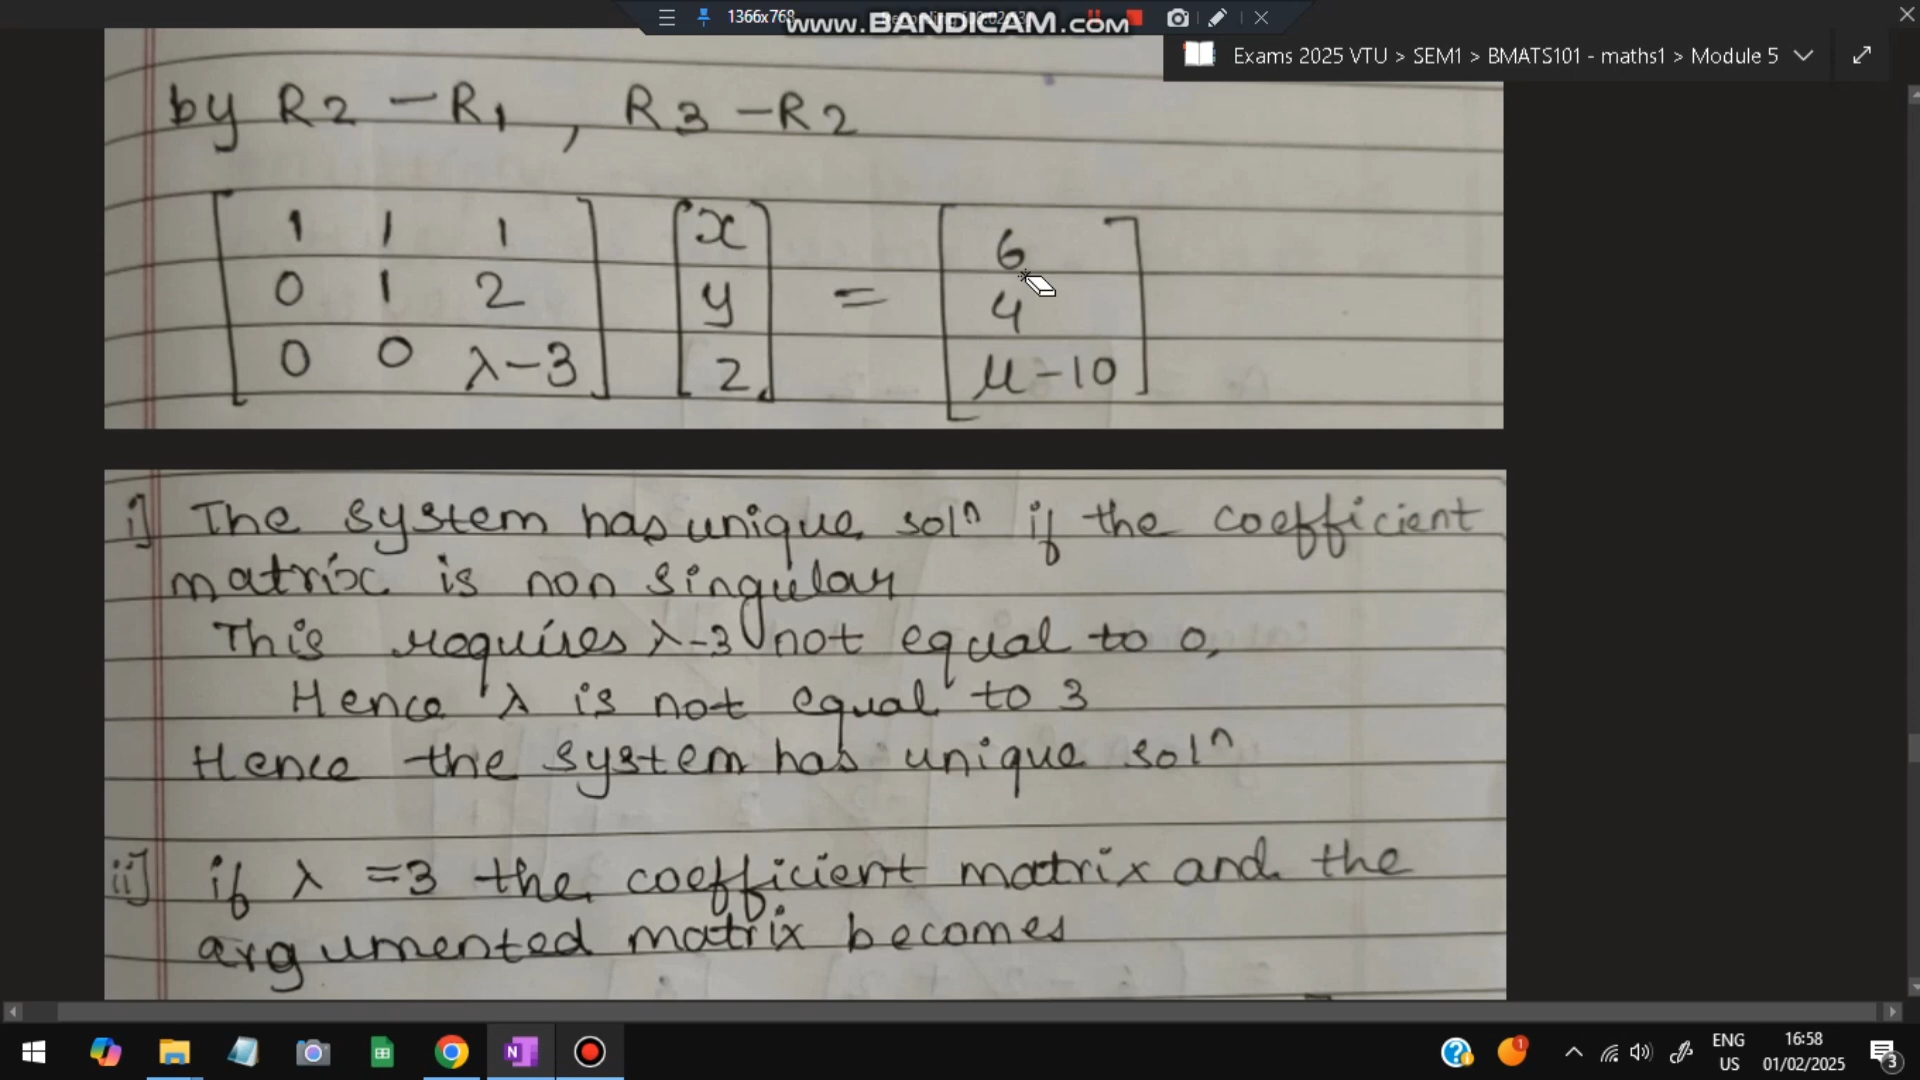 1366x768
www.BANDICAM.com
Exams 2025 VTU > SEM1 > BMATS101 - maths1 > Module 5
by R2 - R1 , R3 - R2
1 1 1 x 6
0 1 2 y = 4
0 0 λ-3 z μ-10
i] The system has unique solⁿ if the coefficient
matrix is non singular
This requires λ-3 not equal to 0,
Hence λ is not equal to 3
Hence the system has unique solⁿ
ii] if λ =3 the coefficient matrix and the
argumented matrix becomes
ENG
US
16:58
01/02/2025
1
3